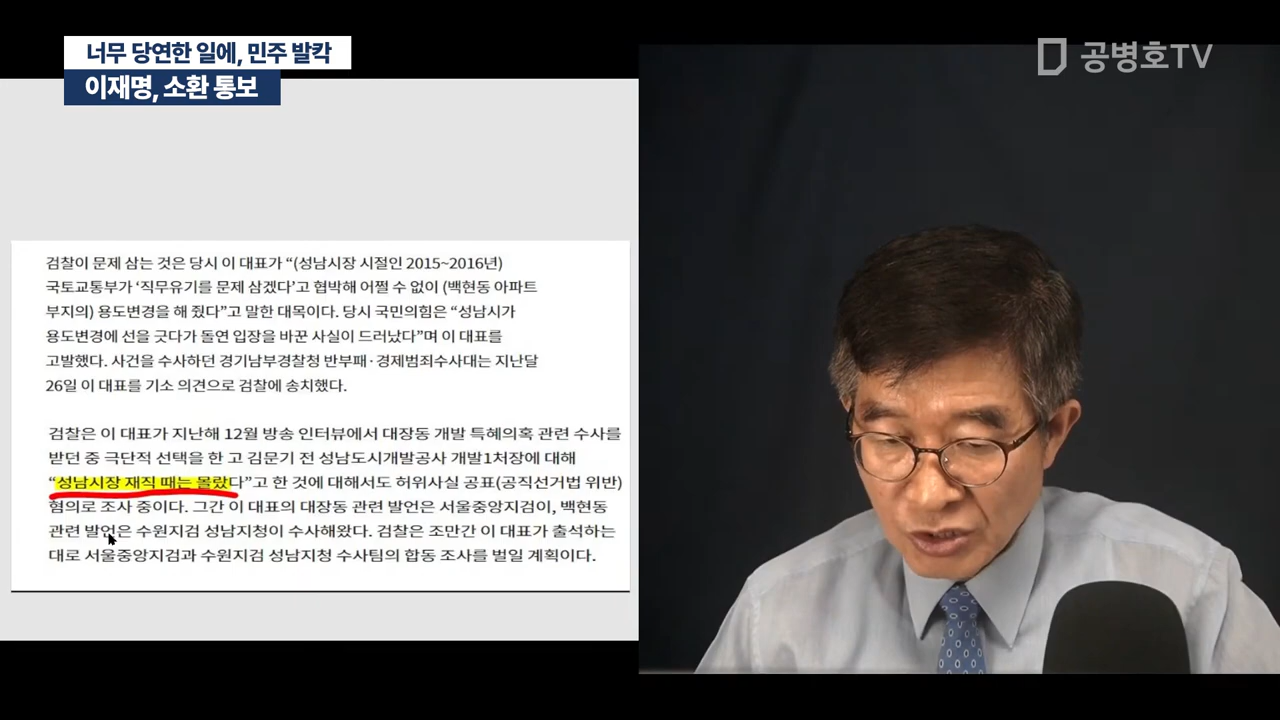 너무 당연한 일에, 민주 발칵
이재명, 소환 통보
공병호TV
검찰이 문제 삼는 것은 당시 이 대표가 “(성남시장 시절인 2015~2016년)
국토교통부가 ‘직무유기를 문제 삼겠다’고 협박해 어쩔 수 없이 (백현동 아파트
부지의) 용도변경을 해 줬다”고 말한 대목이다. 당시 국민의힘은 “성남시가
용도변경에 선을 긋다가 돌연 입장을 바꾼 사실이 드러났다”며 이 대표를
고발했다. 사건을 수사하던 경기남부경찰청 반부패·경제범죄수사대는 지난달
26일 이 대표를 기소 의견으로 검찰에 송치했다.
검찰은 이 대표가 지난해 12월 방송 인터뷰에서 대장동 개발 특혜의혹 관련 수사를
받던 중 극단적 선택을 한 고 김문기 전 성남도시개발공사 개발1처장에 대해
“성남시장 재직 때는 몰랐다”고 한 것에 대해서도 허위사실 공표(공직선거법 위반)
혐의로 조사 중이다. 그간 이 대표의 대장동 관련 발언은 서울중앙지검이, 백현동
관련 발언은 수원지검 성남지청이 수사해왔다. 검찰은 조만간 이 대표가 출석하는
대로 서울중앙지검과 수원지검 성남지청 수사팀의 합동 조사를 벌일 계획이다.